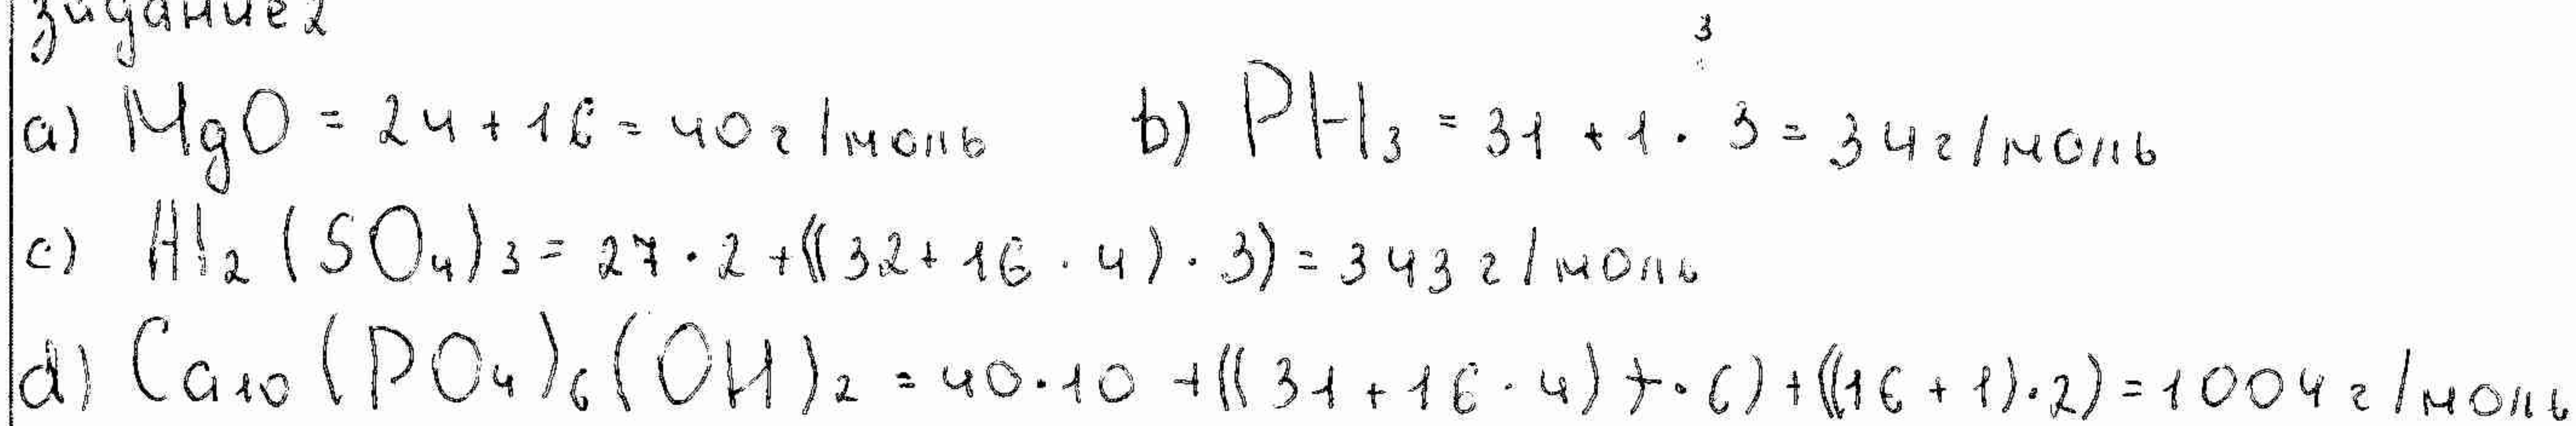 задание 2
3
a) MgO = 24 + 16 = 40 г/моль b) PH₃ = 31 + 1 · 3 = 34 г/моль
c) Al₂(SO₄)₃ = 27 · 2 + ((32 + 16 · 4) · 3) = 343 г/моль
d) Ca₁₀(PO₄)₆(OH)₂ = 40 · 10 + ((31 + 16 · 4) + · 6) + ((16 + 1) · 2) = 1004 г/моль